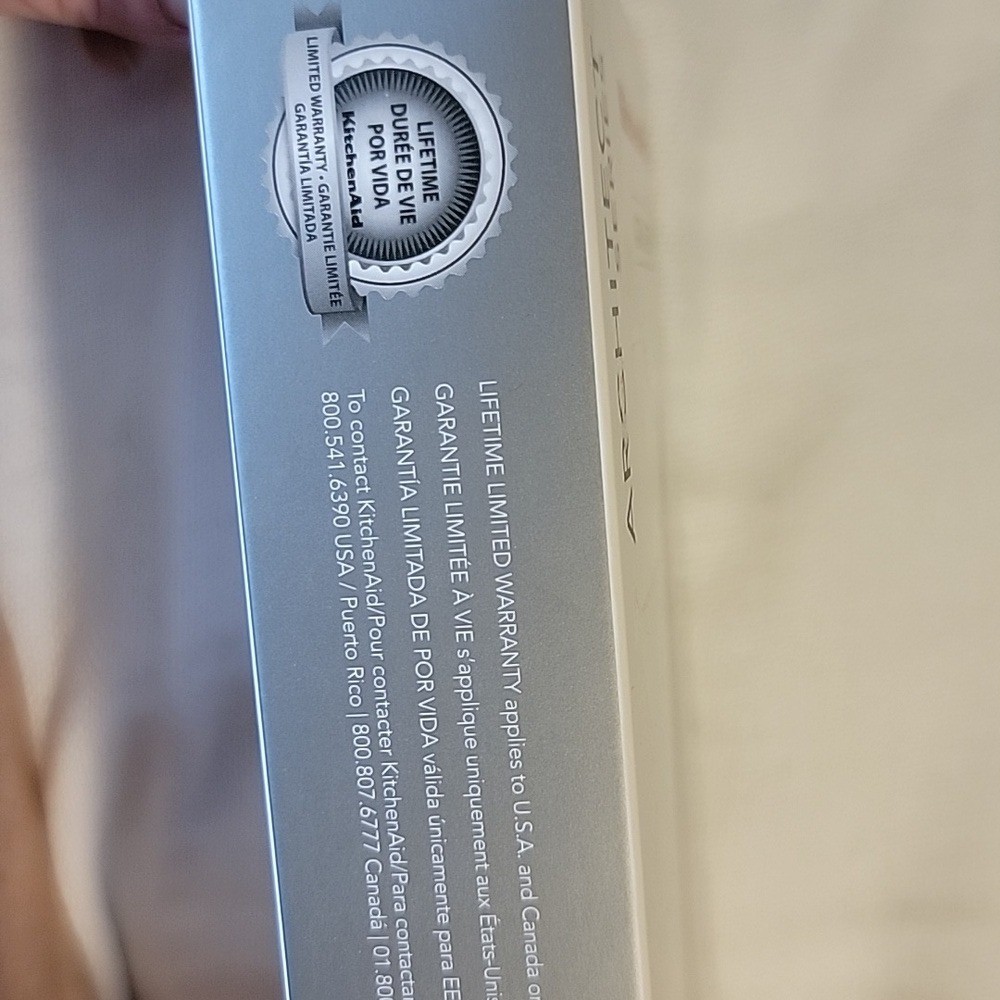 LIFETIME
DURÉE DE VIE
POR VIDA
KitchenAid
LIMITED WARRANTY • GARANTIE LIMITÉE
GARANTÍA LIMITADA
LIFETIME LIMITED WARRANTY applies to U.S.A. and Canada
GARANTIE LIMITÉE À VIE s'applique uniquement aux États-Unis
GARANTÍA LIMITADA DE POR VIDA válida únicamente para
To contact KitchenAid/Pour contacter KitchenAid/Para contactar
800.541.6390 USA / Puerto Rico | 800.807.6777 Canada | 01.800